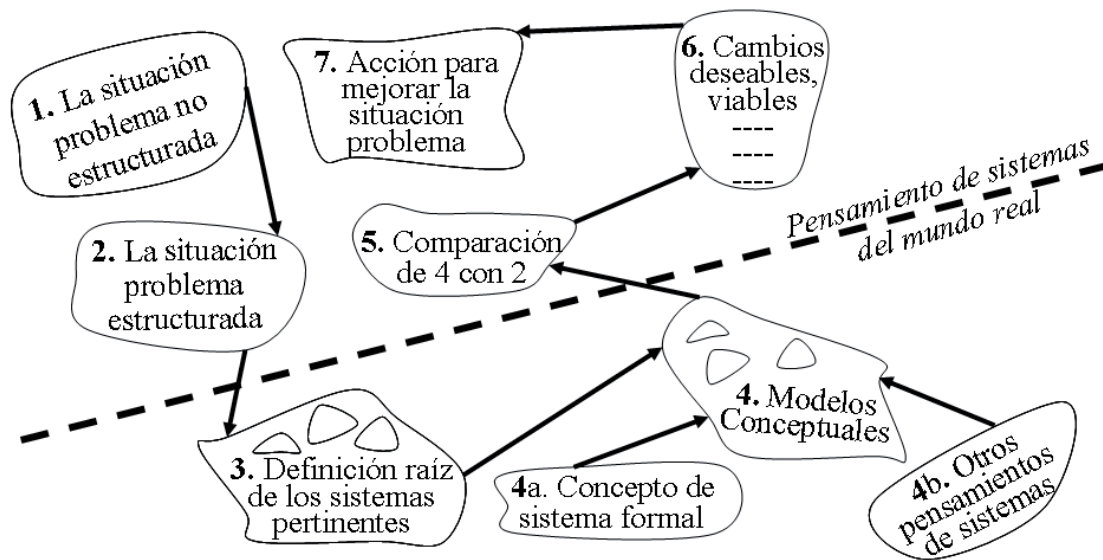 1. La situación
problema no
estructurada
2. La situación
problema
estructurada
3. Definición raíz
de los sistemas
pertinentes
4. Modelos
Conceptuales
4a. Concepto de
sistema formal
4b. Otros
pensamientos
de sistemas
5. Comparación
de 4 con 2
6. Cambios
deseables,
viables
----
----
----
7. Acción para
mejorar la
situación
problema
Pensamiento de sistemas
del mundo real